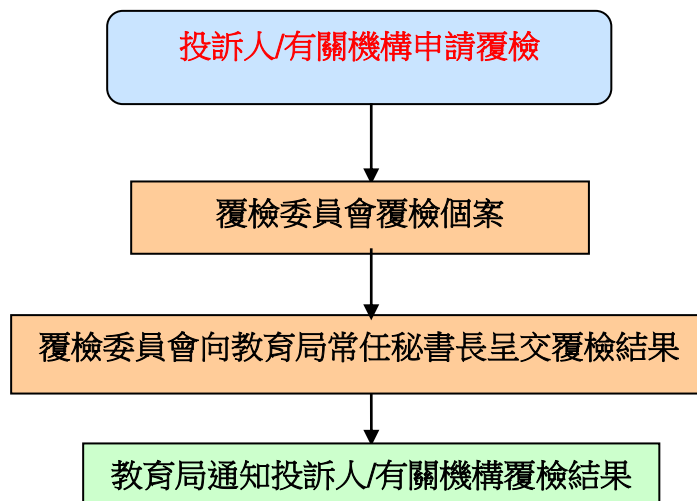 投訴人/有關機構申請覆檢
覆檢委員會覆檢個案
覆檢委員會向教育局常任秘書長呈交覆檢結果
教育局通知投訴人/有關機構覆檢結果